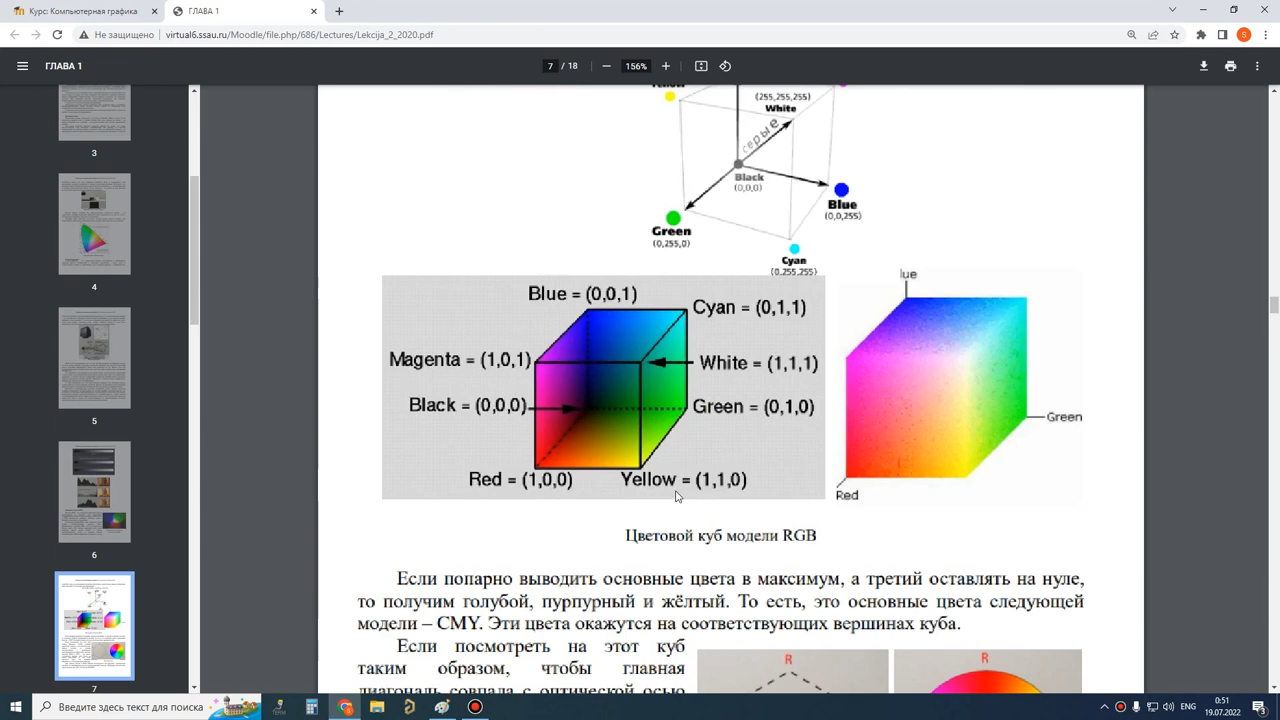 Курс: Компьютерная графика
ГЛАВА 1
Не защищено
virtual6.ssau.ru/Moodle/file.php/686/Lectures/Lekcija_2_2020.pdf
S
ГЛАВА 1
7 / 18
156%
3
4
5
6
7
(255,255,255)
White
серые
Black
(0,0,0)
Blue
(0,0,255)
Green
(0,255,0)
Cyan
(0,255,255)
Blue = (0,0,1)
Cyan = (0,1,1)
Magenta = (1,0,1)
White = (1,1,1)
Black = (0,0,0)
Green = (0,1,0)
Red = (1,0,0)
Yellow = (1,1,0)
lue
Green
Red
Цветовой куб модели RGB
Если попарно выводить основные цвета в максимум, а третий оставлять на нуле,
то получим голубой, пурпурный и жёлтый. То есть, это основные цвета следующей
модели – CMY. Эти цвета окажутся на соответствующих вершинах куба.
Если посмотреть на этот куб
таким образом, чтобы главная
диагональ совпала с оптической осью
R
R
Введите здесь текст для поиска
ENG
0:51
19.07.2022
3